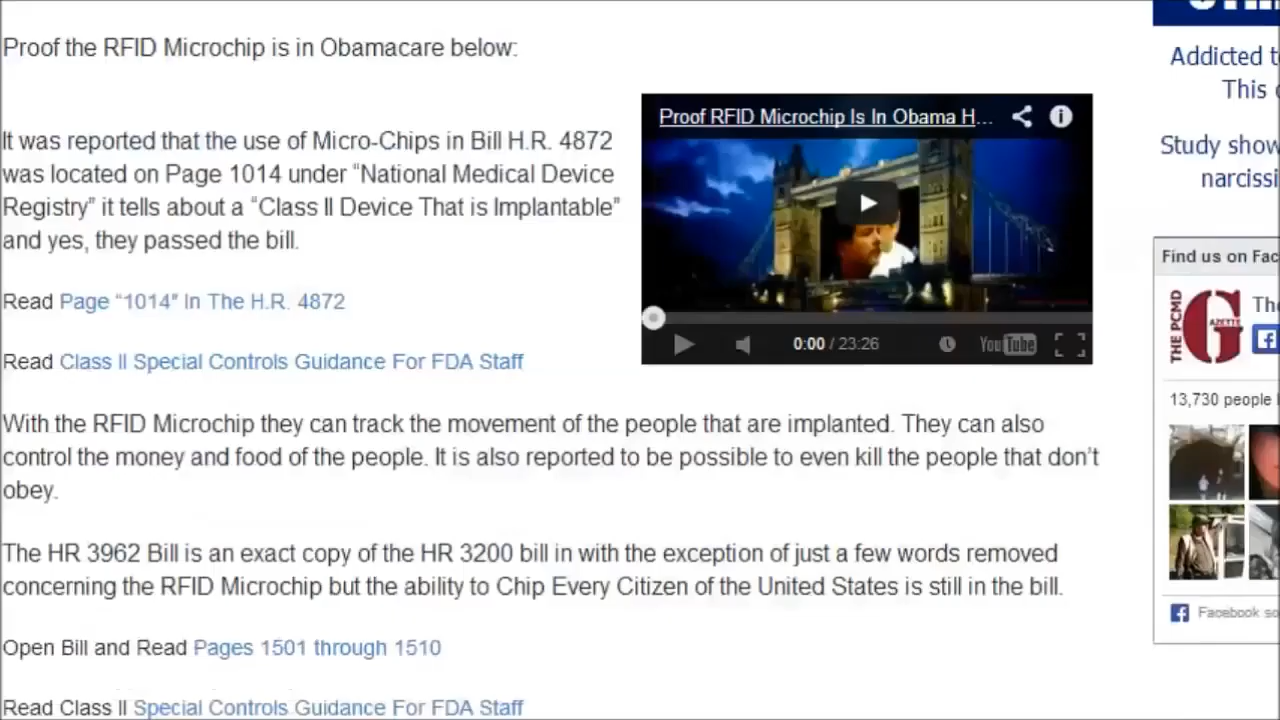 Proof the RFID Microchip is in Obamacare below:
It was reported that the use of Micro-Chips in Bill H.R. 4872
was located on Page 1014 under “National Medical Device
Registry” it tells about a “Class II Device That is Implantable”
and yes, they passed the bill.
Read Page “1014″ In The H.R. 4872
Read Class II Special Controls Guidance For FDA Staff
Proof RFID Microchip Is In Obama H...
0:00 / 23:26
YouTube
With the RFID Microchip they can track the movement of the people that are implanted. They can also
control the money and food of the people. It is also reported to be possible to even kill the people that don’t
obey.
The HR 3962 Bill is an exact copy of the HR 3200 bill in with the exception of just a few words removed
concerning the RFID Microchip but the ability to Chip Every Citizen of the United States is still in the bill.
Open Bill and Read Pages 1501 through 1510
Read Class II Special Controls Guidance For FDA Staff
Addicted t
This
Study show
narcissi
Find us on Fac
THE PCMD
GAZETTE
The
13,730 people
Facebook so